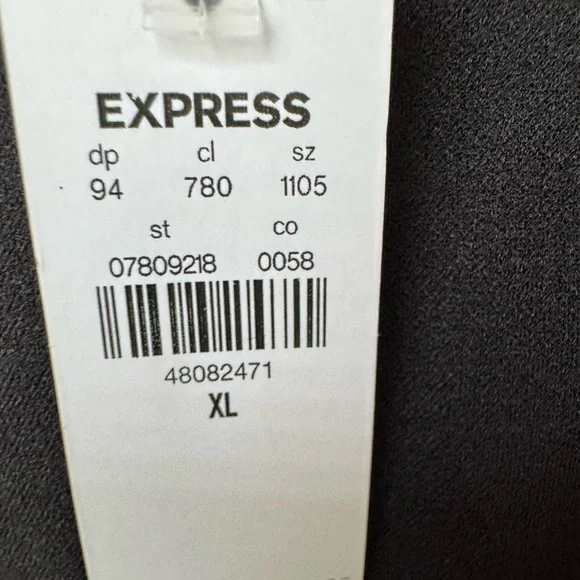 EXPRESS
dp cl sz
94 780 1105
st co
07809218 0058
48082471
XL